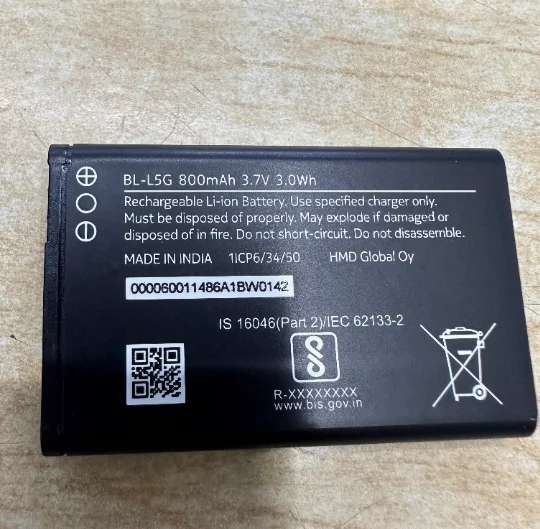 BL-L5G 800mAh 3.7V 3.0Wh
Rechargeable Li-ion Battery. Use specified charger only.
Must be disposed of properly. May explode if damaged or
disposed of in fire. Do not short-circuit. Do not disassemble.
MADE IN INDIA 1ICP6/34/50 HMD Global Oy
000060011486A1BW0142
IS 16046(Part 2)/IEC 62133-2
R-XXXXXXXX
www.bis.gov.in